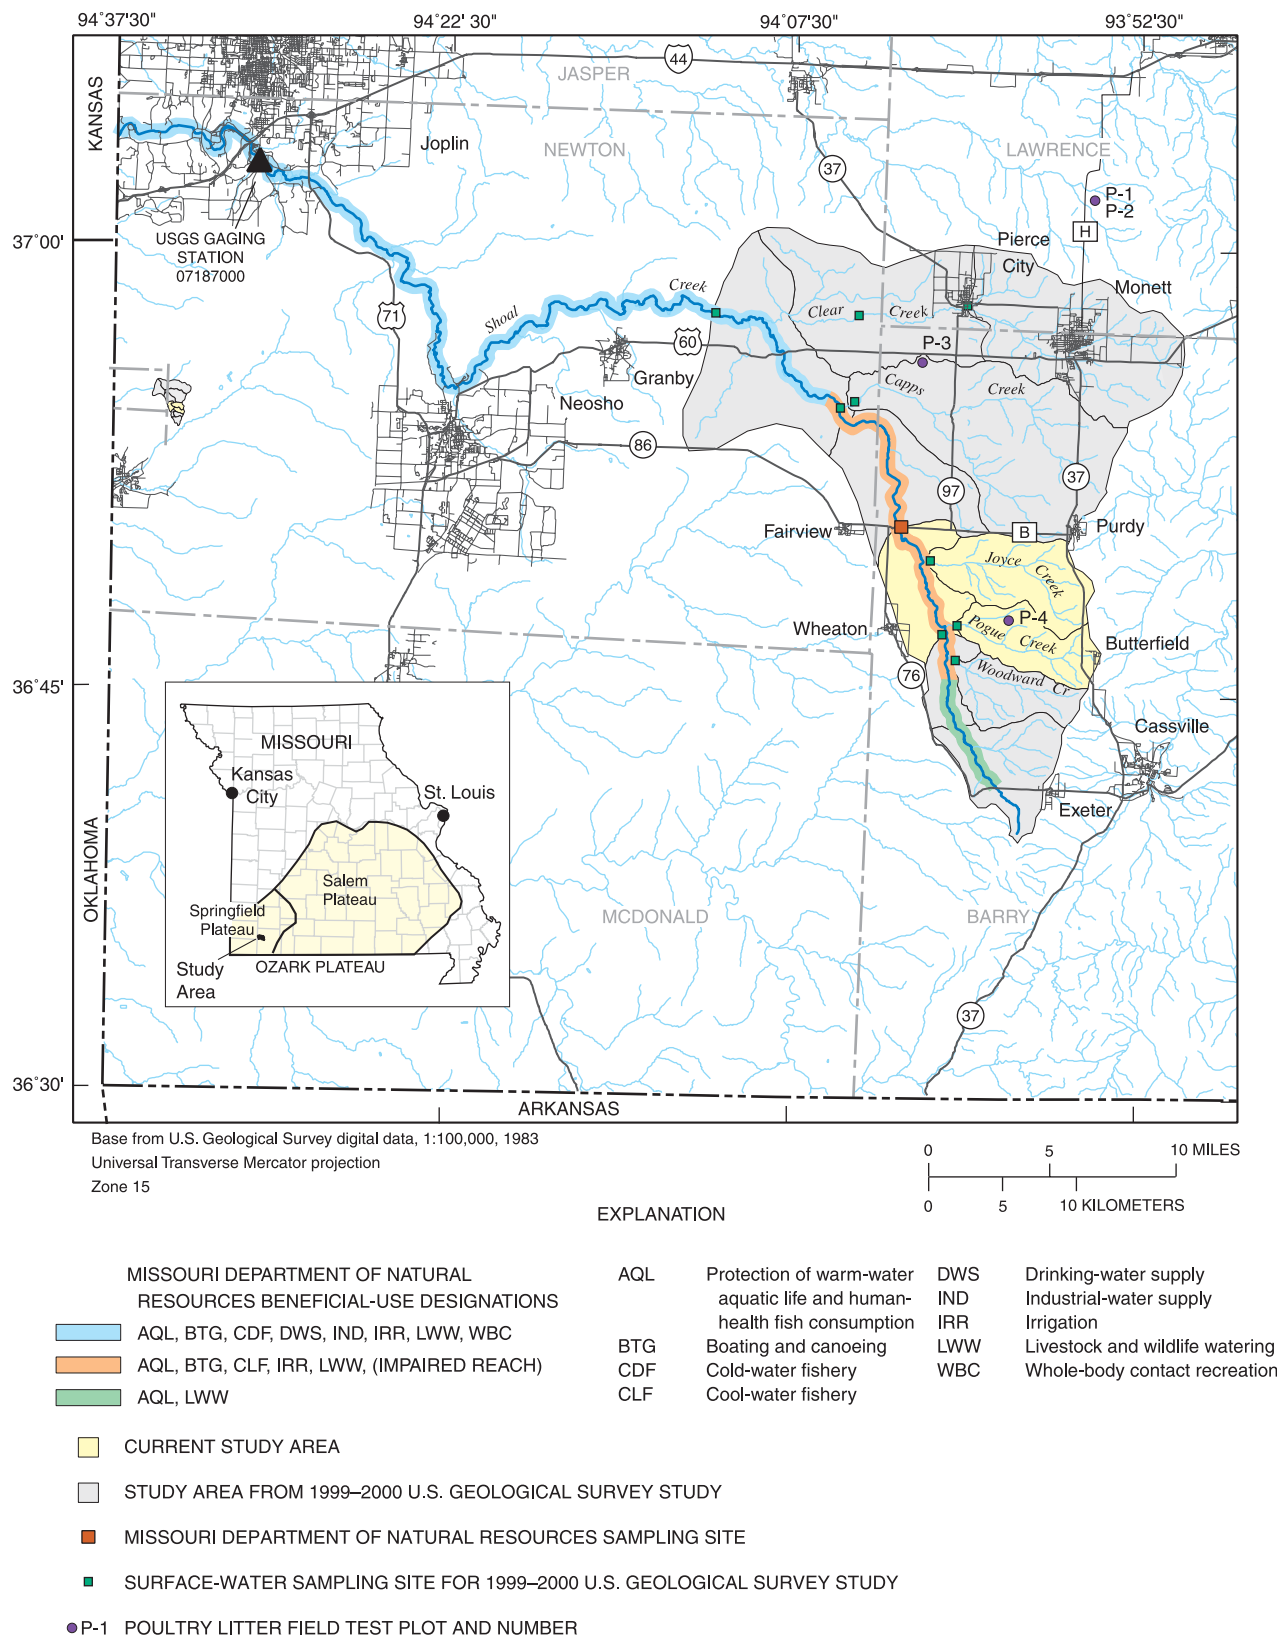 94°37'30"
94°22'30"
94°07'30"
93°52'30"
KANSAS
JASPER
44
Joplin
NEWTON
LAWRENCE
37
P-1
P-2
H
37°00'
USGS GAGING
STATION
07187000
Pierce
City
Monett
Creek
Shoal
Clear
Creek
71
60
P-3
Granby
Capps
Creek
Neosho
86
97
37
Fairview
B
Purdy
Joyce
Creek
Wheaton
P-4
Pogue
Creek
Butterfield
36°45'
76
Woodward Cr
Cassville
MISSOURI
Kansas
City
St. Louis
Exeter
OKLAHOMA
Salem
Plateau
Springfield
Plateau
MCDONALD
BARRY
Study
Area
OZARK PLATEAU
37
36°30'
ARKANSAS
Base from U.S. Geological Survey digital data, 1:100,000, 1983
Universal Transverse Mercator projection
Zone 15
0 5 10 MILES
0 5 10 KILOMETERS
EXPLANATION
MISSOURI DEPARTMENT OF NATURAL
RESOURCES BENEFICIAL-USE DESIGNATIONS
AQL, BTG, CDF, DWS, IND, IRR, LWW, WBC
AQL, BTG, CLF, IRR, LWW, (IMPAIRED REACH)
AQL, LWW
AQL Protection of warm-water
aquatic life and human-
health fish consumption
BTG Boating and canoeing
CDF Cold-water fishery
CLF Cool-water fishery
DWS Drinking-water supply
IND Industrial-water supply
IRR Irrigation
LWW Livestock and wildlife watering
WBC Whole-body contact recreation
CURRENT STUDY AREA
STUDY AREA FROM 1999–2000 U.S. GEOLOGICAL SURVEY STUDY
MISSOURI DEPARTMENT OF NATURAL RESOURCES SAMPLING SITE
SURFACE-WATER SAMPLING SITE FOR 1999–2000 U.S. GEOLOGICAL SURVEY STUDY
P-1 POULTRY LITTER FIELD TEST PLOT AND NUMBER